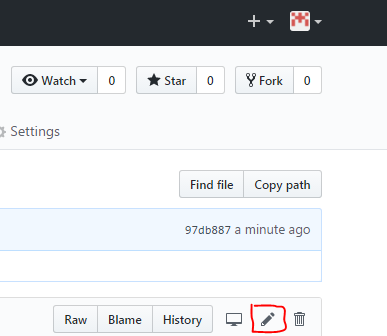 Watch 0 Star 0 Fork 0
Settings
Find file Copy path
97db887 a minute ago
Raw Blame History